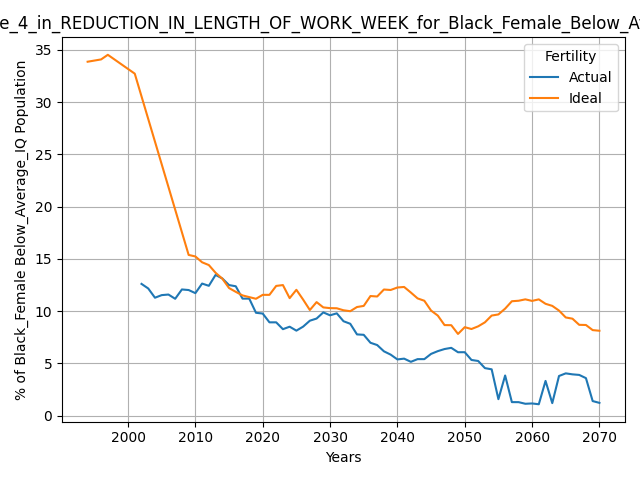 e_4_in_REDUCTION_IN_LENGTH_OF_WORK_WEEK_for_Black_Female_Below_A
Fertility
Actual
Ideal
% of Black_Female Below_Average_IQ Population
35
30
25
20
15
10
5
0
2000 2010 2020 2030 2040 2050 2060 2070
Years